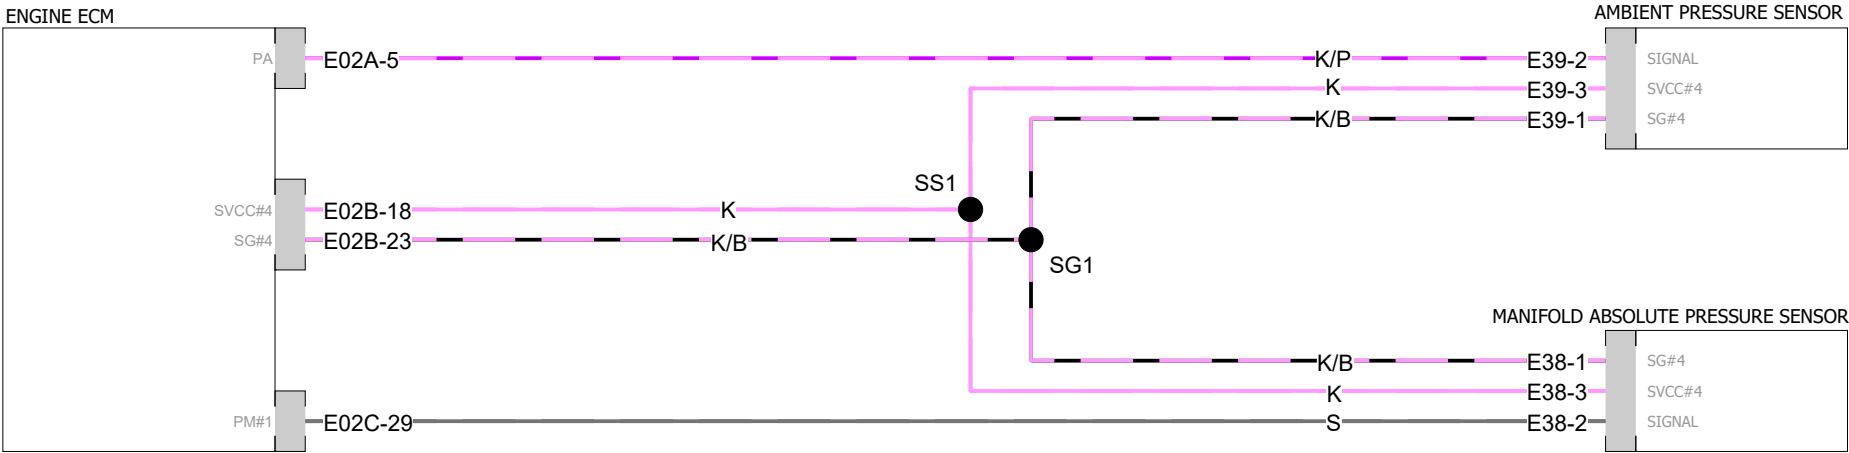 ENGINE ECM
AMBIENT PRESSURE SENSOR
PA E02A-5 K/P E39-2 SIGNAL
K E39-3 SVCC#4
K/B E39-1 SG#4
SS1
SVCC#4 E02B-18 K
SG#4 E02B-23 K/B
SG1
MANIFOLD ABSOLUTE PRESSURE SENSOR
K/B E38-1 SG#4
K E38-3 SVCC#4
PM#1 E02C-29 S E38-2 SIGNAL